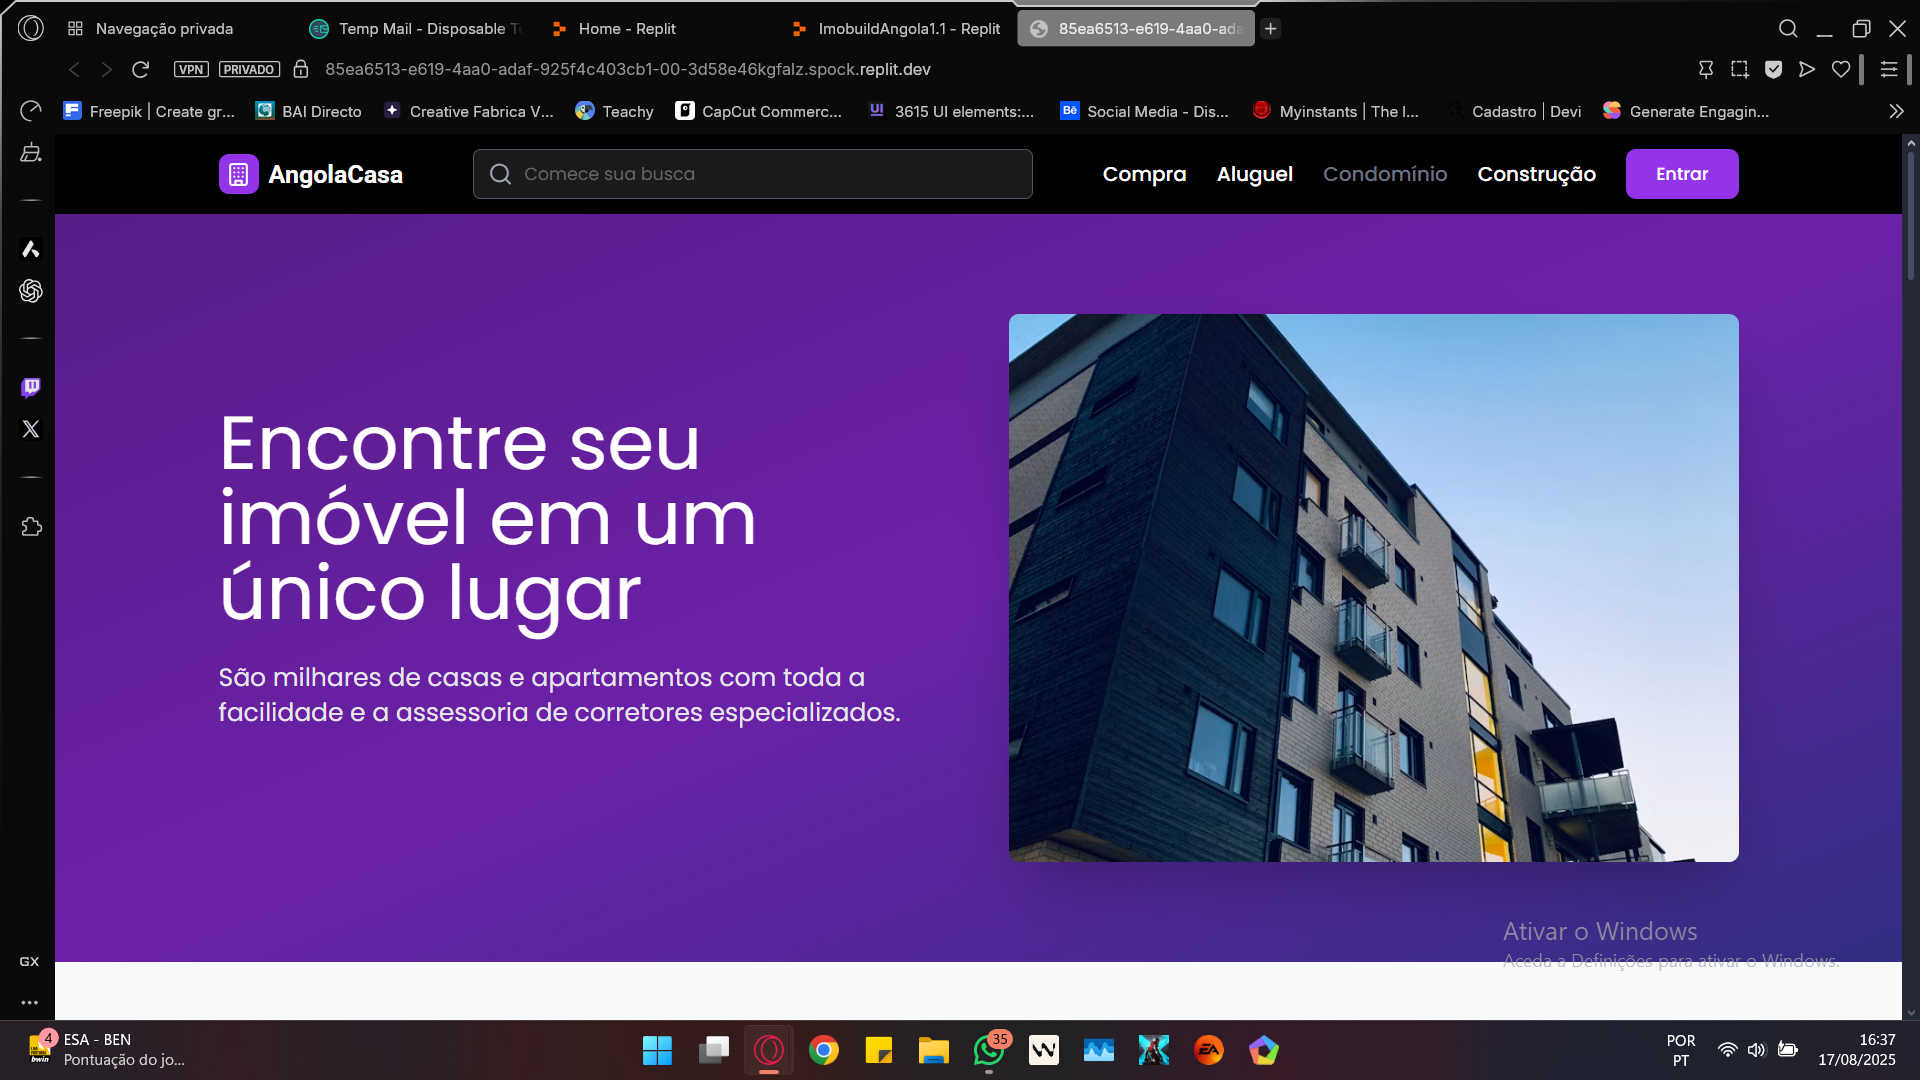 Navegação privada
Temp Mail - Disposable
Home - Replit
ImobuildAngola1.1 - Replit
85ea6513-e619-4aa0-ada
VPN
PRIVADO
85ea6513-e619-4aa0-adaf-925f4c403cb1-00-3d58e46kgfalz.spock.replit.dev
Freepik | Create gr...
BAI Directo
Creative Fabrica V...
Teachy
CapCut Commerc...
UI
3615 UI elements:...
Bē
Social Media - Dis...
Myinstants | The I...
Cadastro | Devi
Generate Engagin...
AngolaCasa
Comece sua busca
Compra
Aluguel
Condomínio
Construção
Entrar
Encontre seu
imóvel em um
único lugar
São milhares de casas e apartamentos com toda a
facilidade e a assessoria de corretores especializados.
Ativar o Windows
Aceda a Definições para ativar o Windows.
GX
4
bwin
ESA - BEN
Pontuação do jo...
35
EA
POR
PT
16:37
17/08/2025